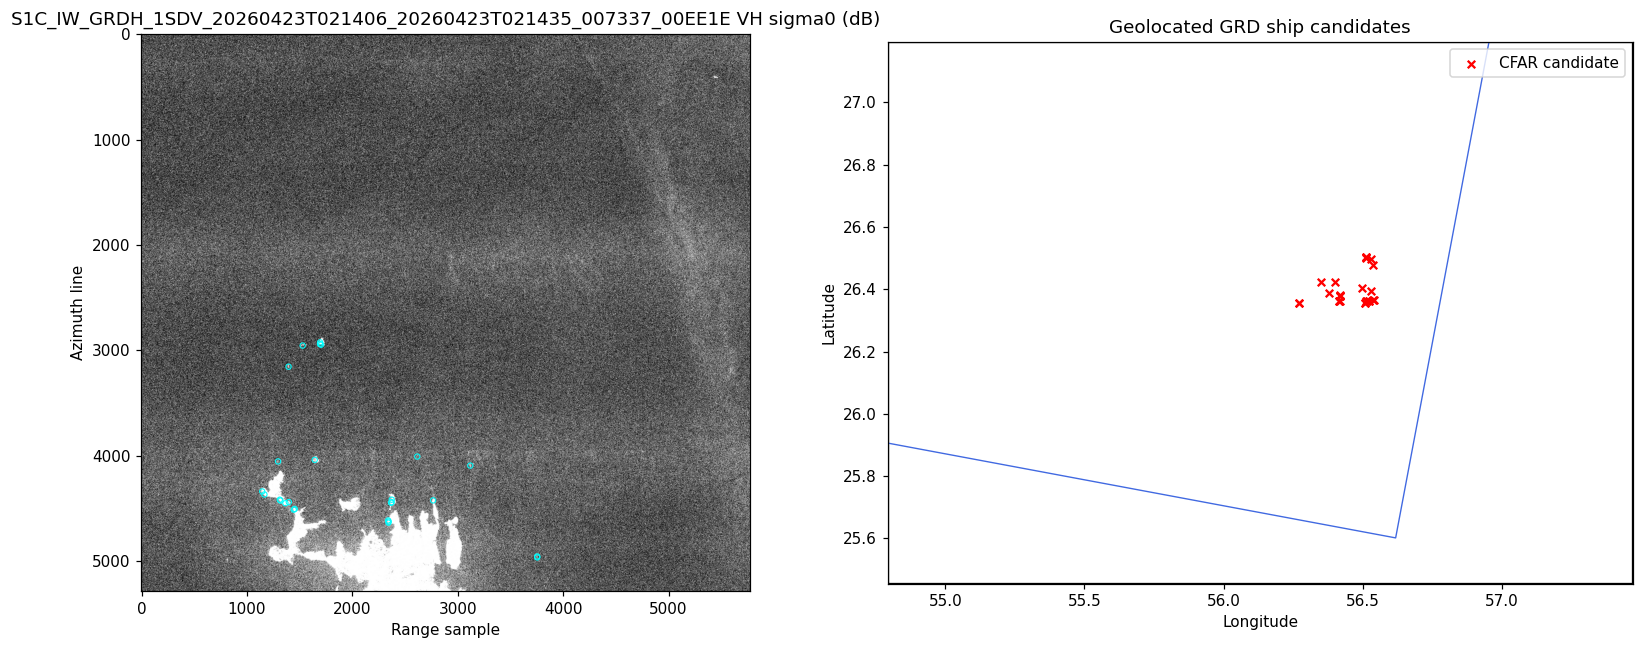 S1C_IW_GRDH_1SDV_20260423T021406_20260423T021435_007337_00EE1E VH sigma0 (dB)
0
1000
2000
3000
4000
5000
Azimuth line
0 1000 2000 3000 4000 5000
Range sample
Geolocated GRD ship candidates
CFAR candidate
27.0
26.8
26.6
26.4
26.2
26.0
25.8
25.6
Latitude
55.0 55.5 56.0 56.5 57.0
Longitude